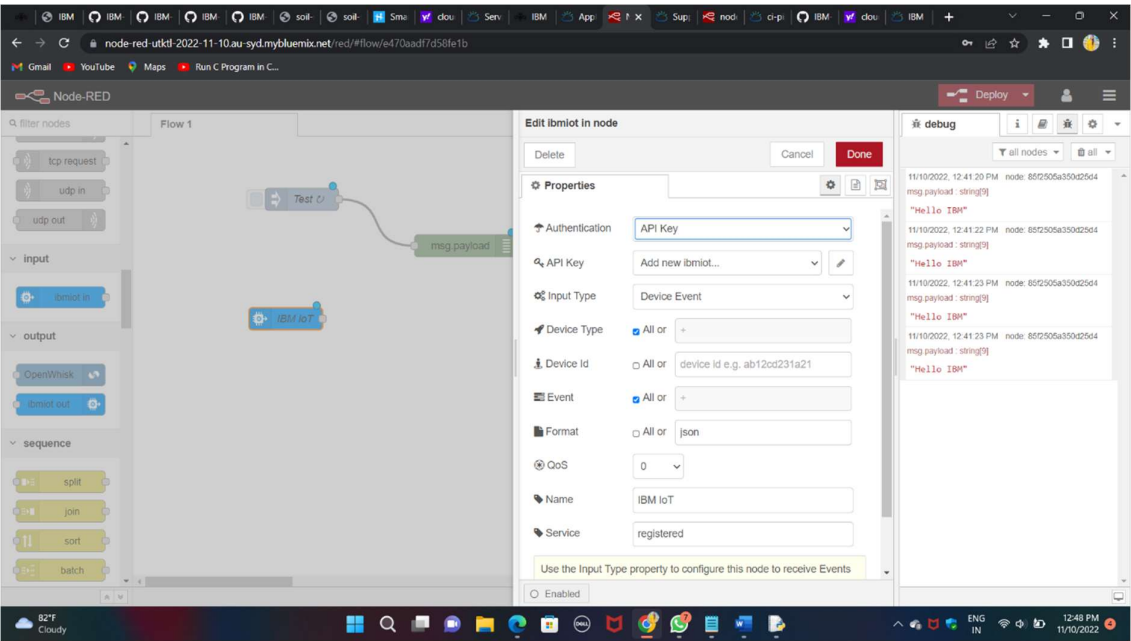 IBM IBM- IBM- IBM- IBM- soil- soil- Sma clou Serv IBM App X Sup node ci-p IBM- clou IBM +
node-red-utktl-2022-11-10.au-syd.mybluemix.net/red/#flow/e470aadf7d58fe1b
Gmail YouTube Maps Run C Program in C...
Node-RED
Deploy
filter nodes
Flow 1
tcp request
udp in
udp out
input
ibmiot in
output
OpenWhisk
ibmiot out
sequence
split
join
sort
batch
Test ↻
msg.payload
IBM IoT
Edit ibmiot in node
Delete
Cancel
Done
Properties
Authentication API Key
API Key Add new ibmiot...
Input Type Device Event
Device Type All or +
Device Id All or device id e.g. ab12cd231a21
Event All or +
Format All or json
QoS 0
Name IBM IoT
Service registered
Use the Input Type property to configure this node to receive Events
Enabled
debug i
all nodes all
11/10/2022, 12:41:20 PM node: 85f2505a350d25d4
msg.payload : string[9]
"Hello IBM"
11/10/2022, 12:41:22 PM node: 85f2505a350d25d4
msg.payload : string[9]
"Hello IBM"
11/10/2022, 12:41:23 PM node: 85f2505a350d25d4
msg.payload : string[9]
"Hello IBM"
11/10/2022, 12:41:23 PM node: 85f2505a350d25d4
msg.payload : string[9]
"Hello IBM"
82°F
Cloudy
ENG
IN
12:48 PM
11/10/2022
4